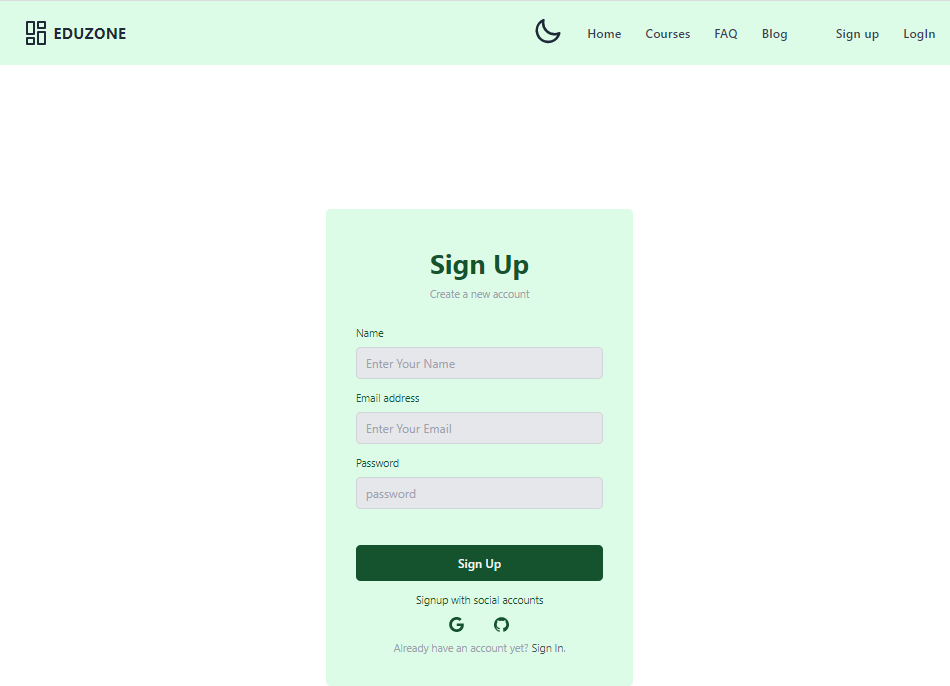 EDUZONE Home Courses FAQ Blog Sign up LogIn
Sign Up
Create a new account
Name
Enter Your Name
Email address
Enter Your Email
Password
password
Sign Up
Signup with social accounts
Already have an account yet? Sign In.